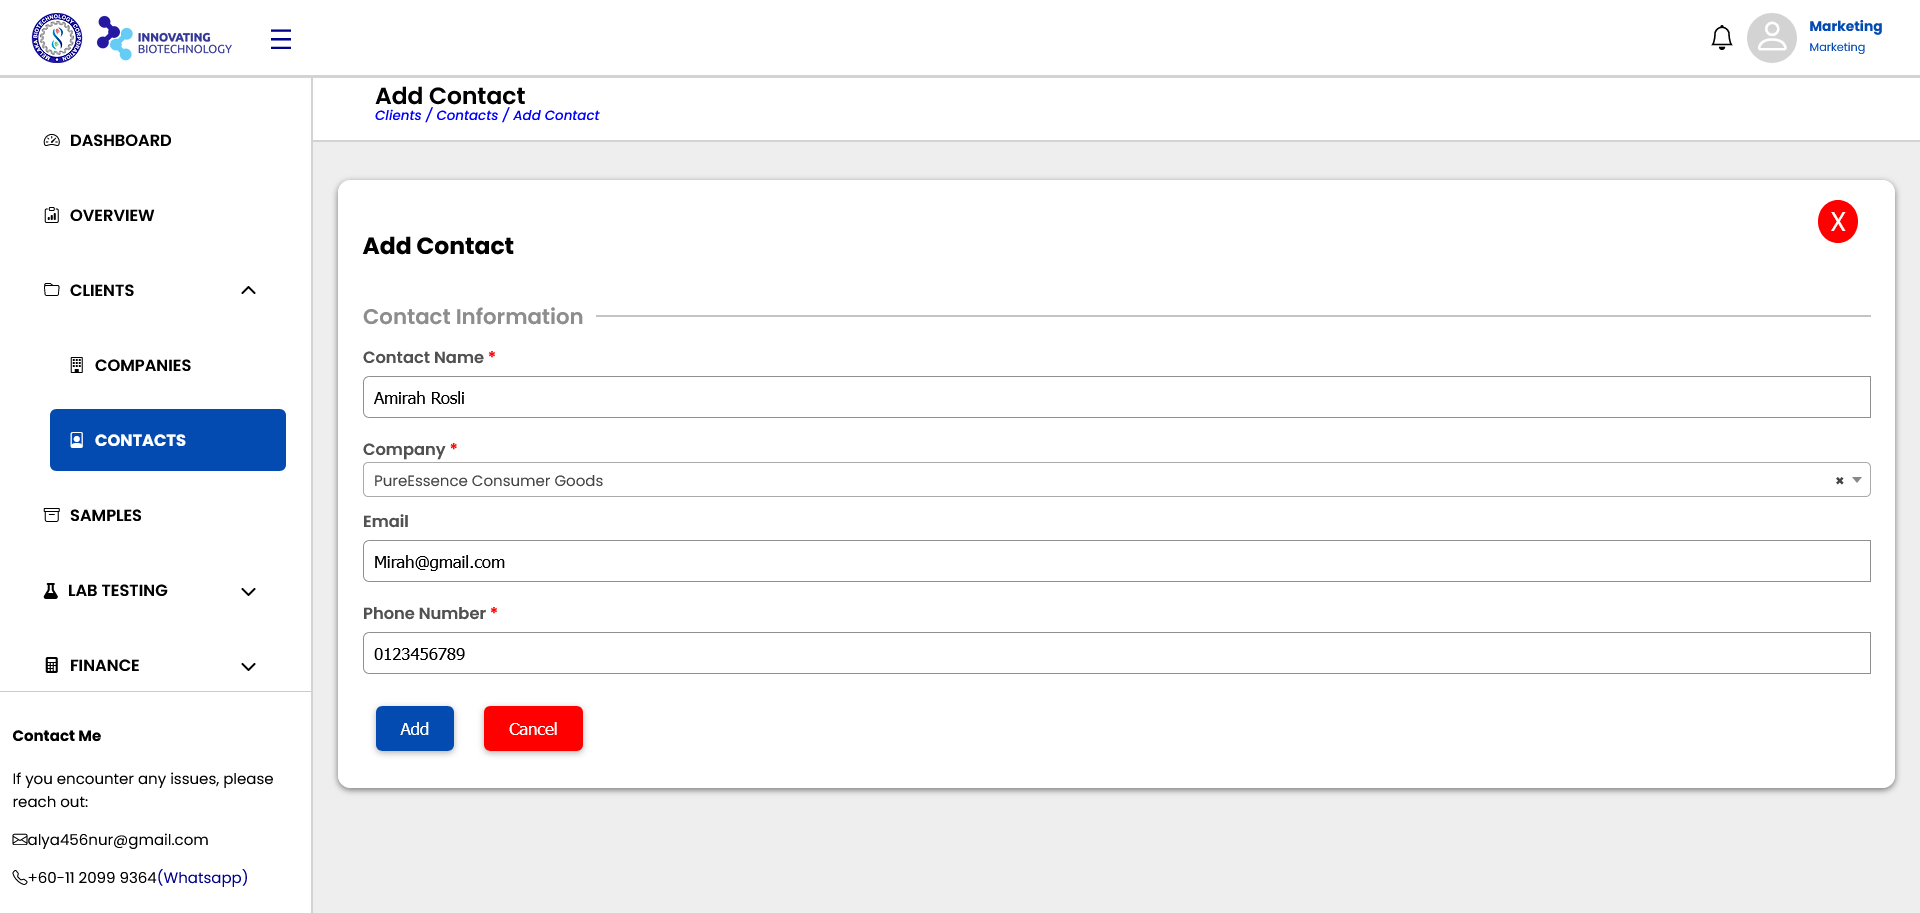 INNOVATING
BIOTECHNOLOGY
Marketing
Marketing
Add Contact
Clients / Contacts / Add Contact
DASHBOARD
OVERVIEW
CLIENTS
COMPANIES
CONTACTS
SAMPLES
LAB TESTING
FINANCE
Contact Me
If you encounter any issues, please
reach out:
alya456nur@gmail.com
+60-11 2099 9364(Whatsapp)
X
Add Contact
Contact Information
Contact Name *
Amirah Rosli
Company *
PureEssence Consumer Goods
×
Email
Mirah@gmail.com
Phone Number *
0123456789
Add
Cancel